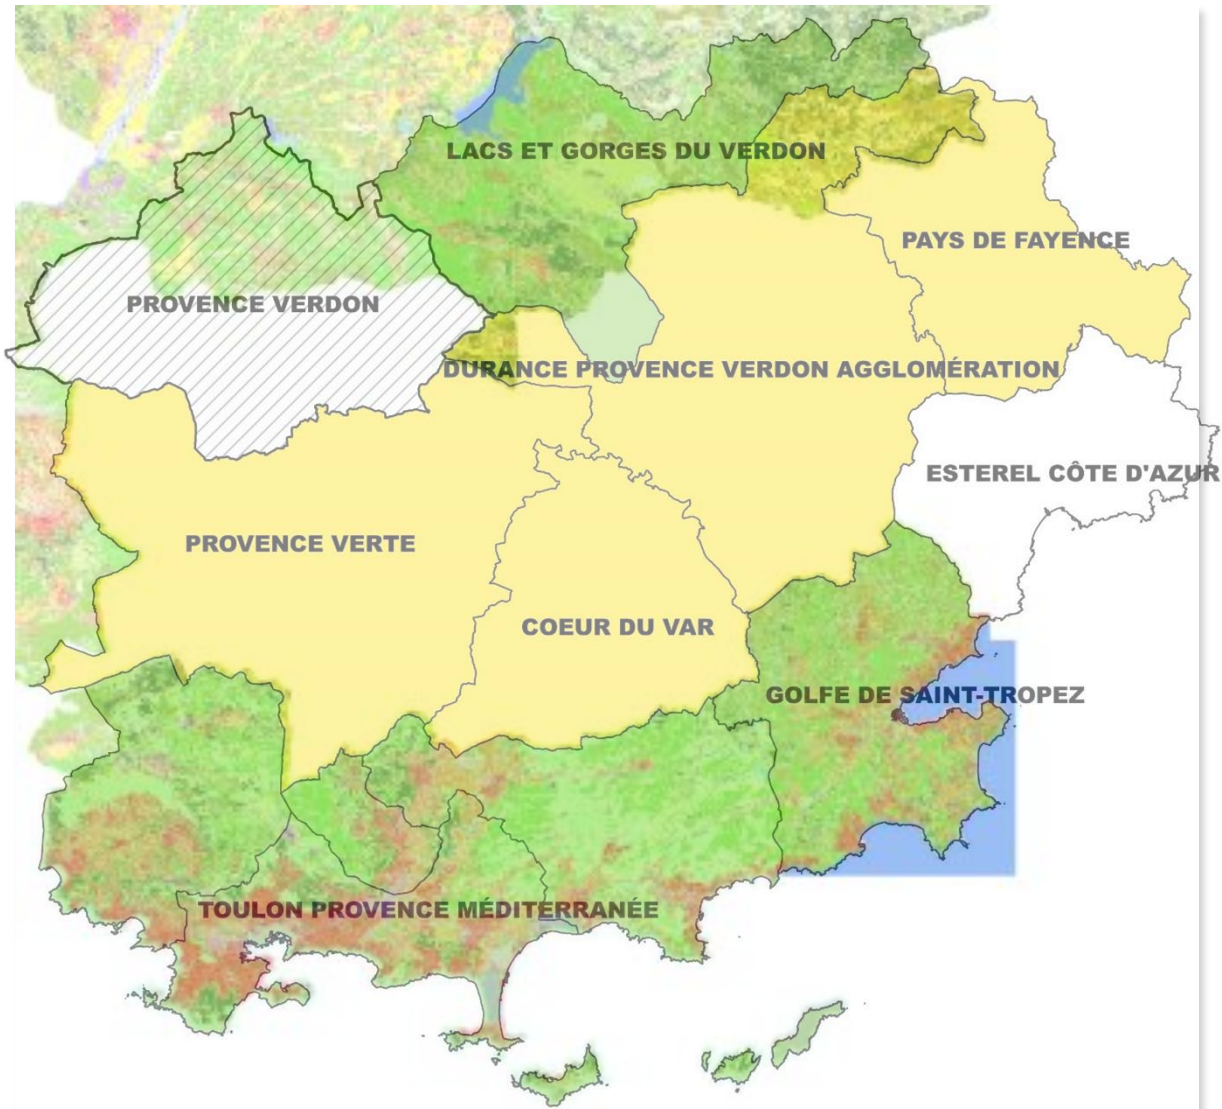 LACS ET GORGES DU VERDON
PAYS DE FAYENCE
PROVENCE VERDON
DURANCE PROVENCE VERDON AGGLOMÉRATION
ESTEREL CÔTE D'AZUR
PROVENCE VERTE
COEUR DU VAR
GOLFE DE SAINT-TROPEZ
TOULON PROVENCE MÉDITERRANÉE